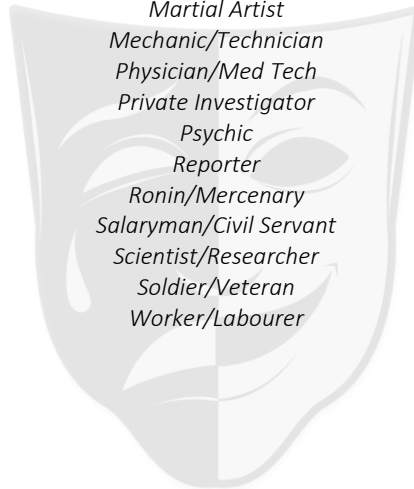 Martial Artist
Mechanic/Technician
Physician/Med Tech
Private Investigator
Psychic
Reporter
Ronin/Mercenary
Salaryman/Civil Servant
Scientist/Researcher
Soldier/Veteran
Worker/Labourer